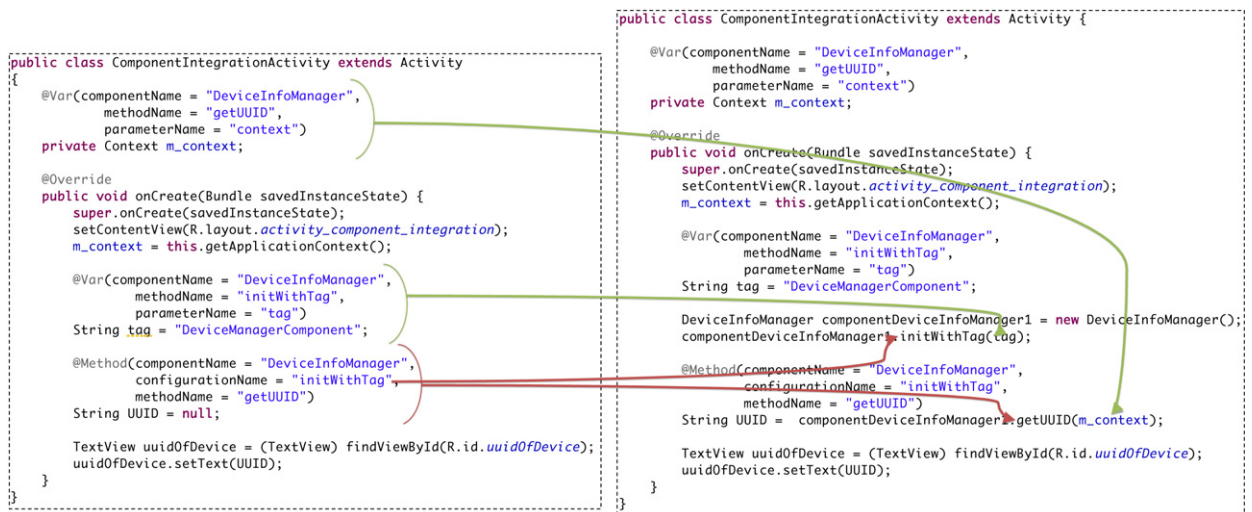 public class ComponentIntegrationActivity extends Activity
{
@Var(componentName = "DeviceInfoManager",
methodName = "getUUID",
parameterName = "context")
private Context m_context;
@Override
public void onCreate(Bundle savedInstanceState) {
super.onCreate(savedInstanceState);
setContentView(R.layout.activity_component_integration);
m_context = this.getApplicationContext();
@Var(componentName = "DeviceInfoManager",
methodName = "initWithTag",
parameterName = "tag")
String tag = "DeviceManagerComponent";
@Method(componentName = "DeviceInfoManager",
configurationName = "initWithTag",
methodName = "getUUID")
String UUID = null;
TextView uuidOfDevice = (TextView) findViewById(R.id.uuidOfDevice);
uuidOfDevice.setText(UUID);
}
}
public class ComponentIntegrationActivity extends Activity {
@Var(componentName = "DeviceInfoManager",
methodName = "getUUID",
parameterName = "context")
private Context m_context;
@Override
public void onCreate(Bundle savedInstanceState) {
super.onCreate(savedInstanceState);
setContentView(R.layout.activity_component_integration);
m_context = this.getApplicationContext();
@Var(componentName = "DeviceInfoManager",
methodName = "initWithTag",
parameterName = "tag")
String tag = "DeviceManagerComponent";
DeviceInfoManager componentDeviceInfoManager1 = new DeviceInfoManager();
componentDeviceInfoManager1.initWithTag(tag);
@Method(componentName = "DeviceInfoManager",
configurationName = "initWithTag",
methodName = "getUUID")
String UUID = componentDeviceInfoManager1.getUUID(m_context);
TextView uuidOfDevice = (TextView) findViewById(R.id.uuidOfDevice);
uuidOfDevice.setText(UUID);
}
}